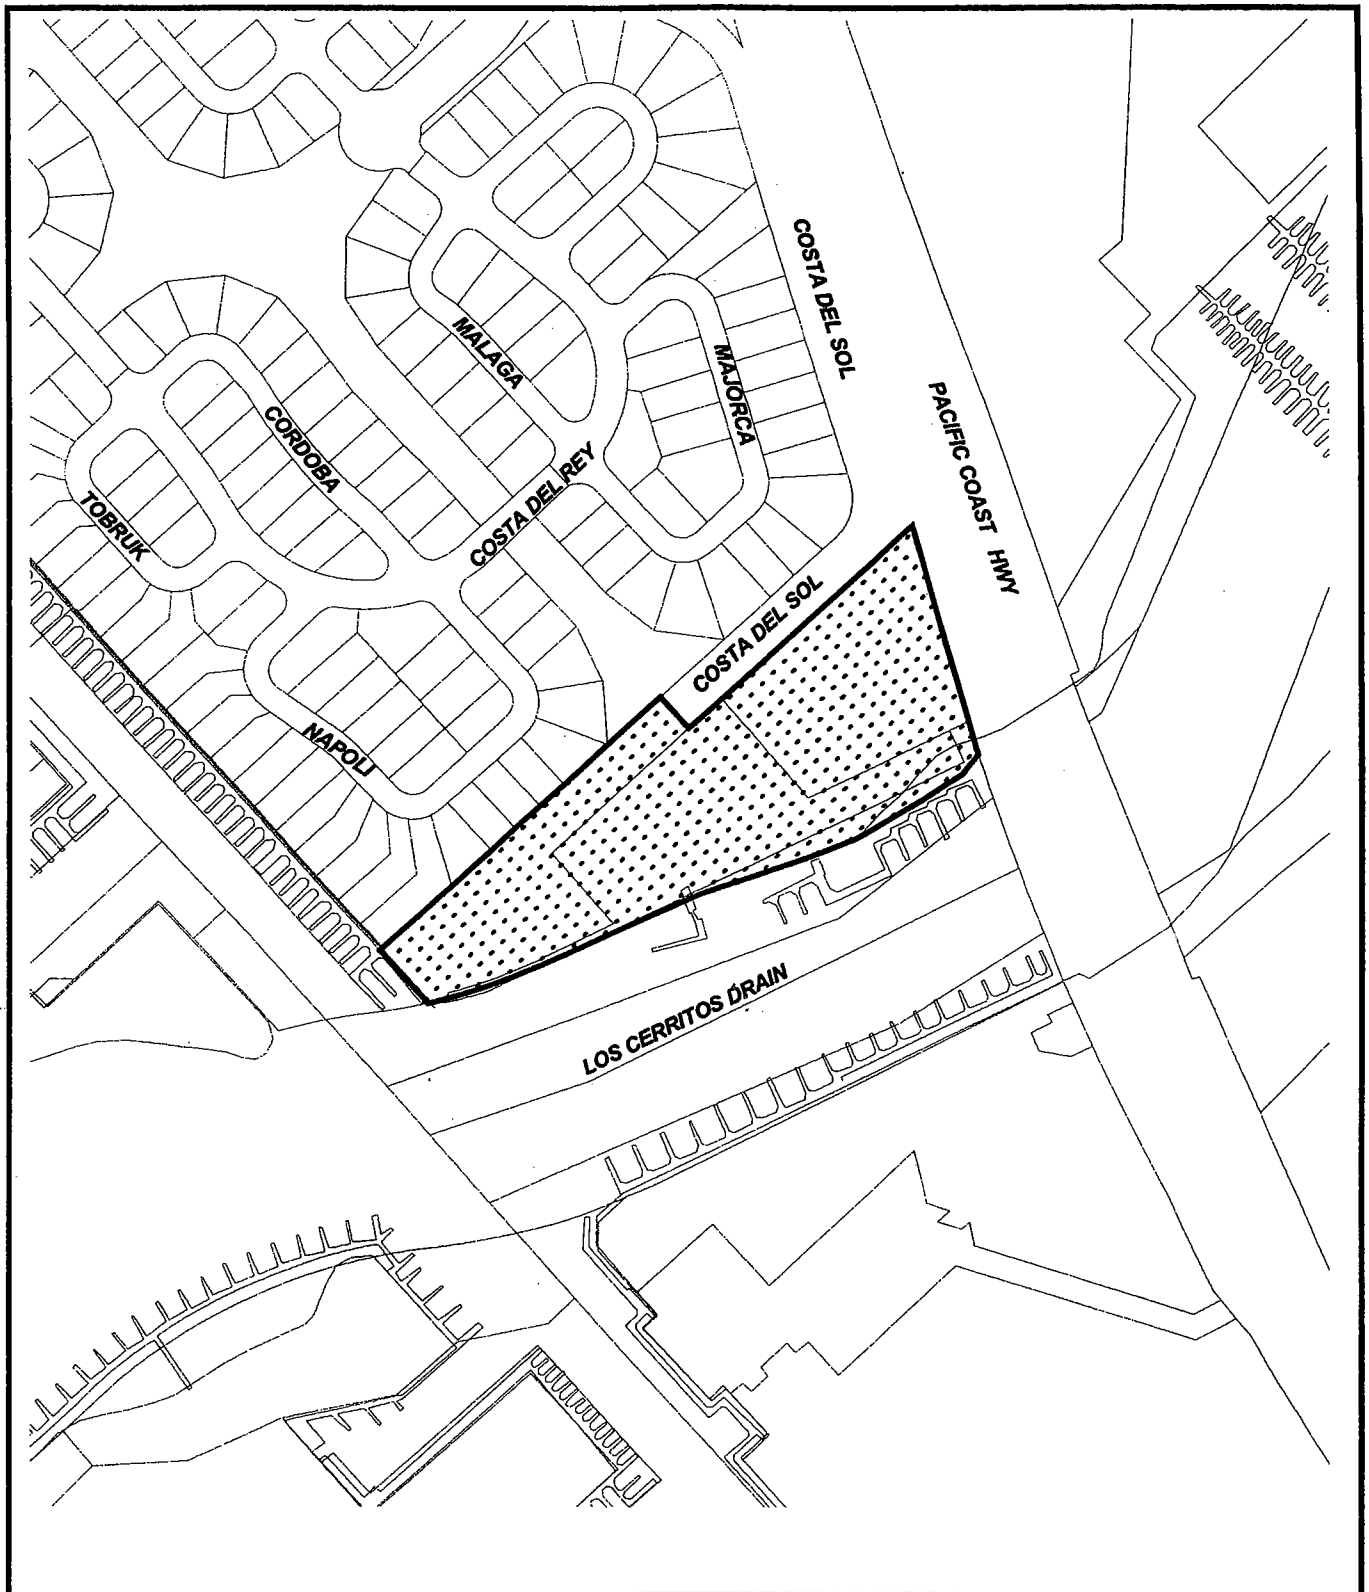 COSTA DEL SOL
MALAGA
MAJORCA
PACIFIC COAST HWY
CORDOBA
COSTA DEL REY
TOBRUK
COSTA DEL SOL
NAPOLI
LOS CERRITOS DRAIN